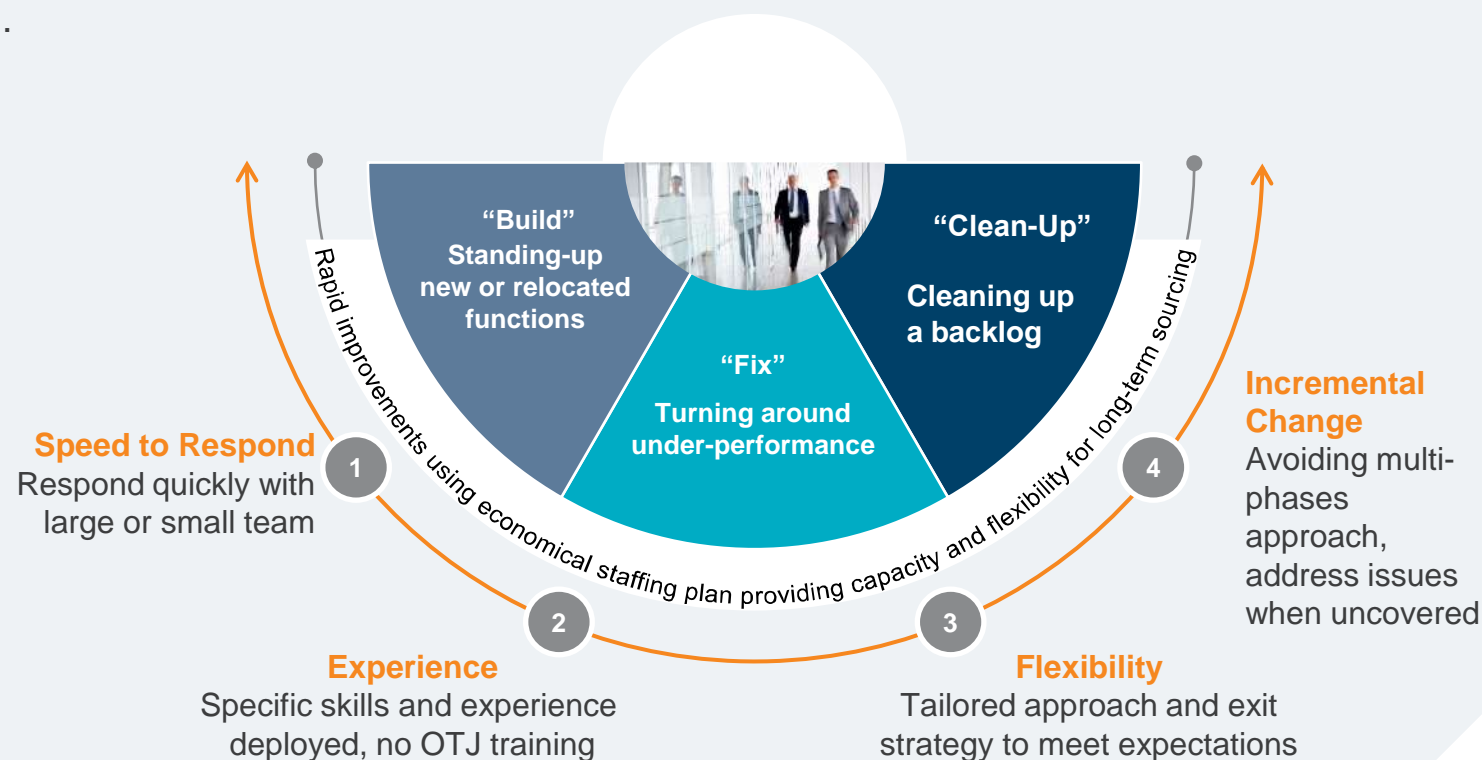 .
“Build”
Standing-up
new or relocated
functions
“Fix”
Turning around
under-performance
“Clean-Up”
Cleaning up
a backlog
Rapid improvements using economical staffing plan providing capacity and flexibility for long-term sourcing
1
Speed to Respond
Respond quickly with
large or small team
2
Experience
Specific skills and experience
deployed, no OTJ training
3
Flexibility
Tailored approach and exit
strategy to meet expectations
4
Incremental
Change
Avoiding multi-
phases
approach,
address issues
when uncovered